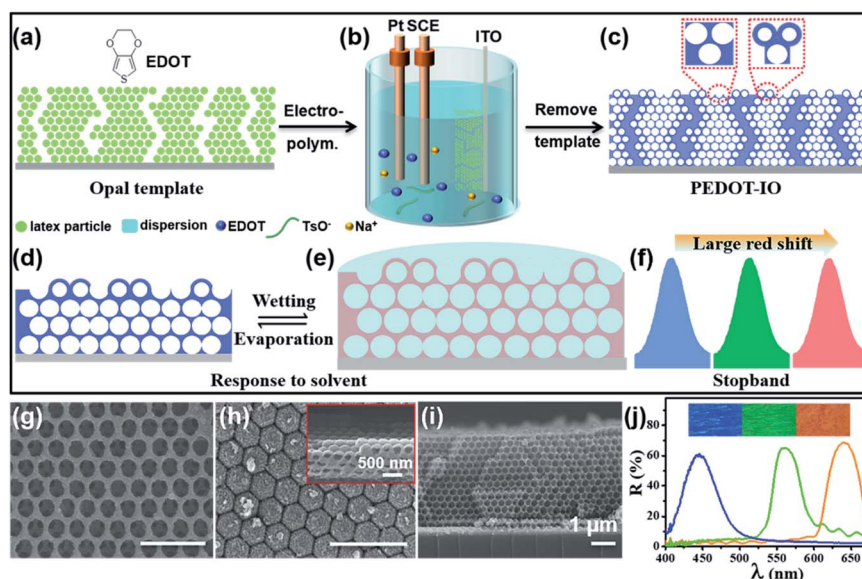 (a)
EDOT
Opal template
Electro-
polym.
(b)
Pt SCE
ITO
Remove
template
(c)
PEDOT-IO
latex particle
dispersion
EDOT
TsO⁻
Na⁺
(d)
Wetting
Evaporation
(e)
Response to solvent
(f)
Large red shift
Stopband
(g)
(h)
500 nm
(i)
1 µm
(j)
R (%)
80
60
40
20
0
400 450 500 550 600 650
λ (nm)
O
O
S